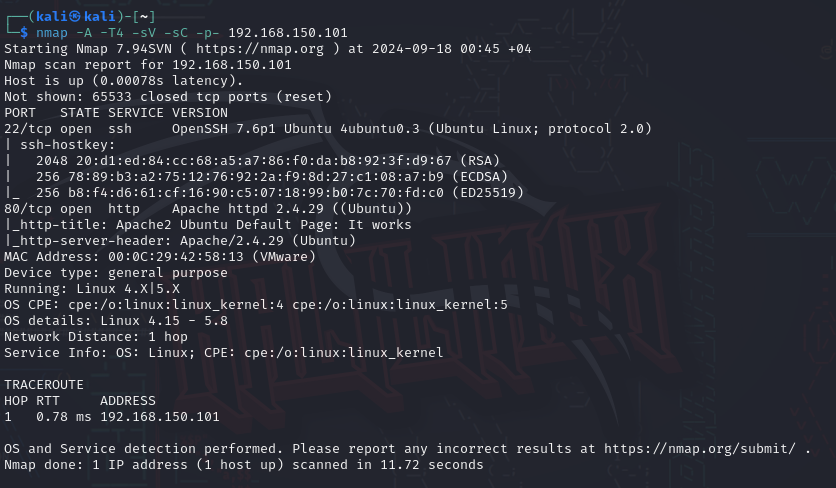 ┌──(kali㉿kali)-[~]
└─$ nmap -A -T4 -sV -sC -p- 192.168.150.101
Starting Nmap 7.94SVN ( https://nmap.org ) at 2024-09-18 00:45 +04
Nmap scan report for 192.168.150.101
Host is up (0.00078s latency).
Not shown: 65533 closed tcp ports (reset)
PORT   STATE SERVICE VERSION
22/tcp open  ssh     OpenSSH 7.6p1 Ubuntu 4ubuntu0.3 (Ubuntu Linux; protocol 2.0)
| ssh-hostkey:
|   2048 20:d1:ed:84:cc:68:a5:a7:86:f0:da:b8:92:3f:d9:67 (RSA)
|   256 78:89:b3:a2:75:12:76:92:2a:f9:8d:27:c1:08:a7:b9 (ECDSA)
|_  256 b8:f4:d6:61:cf:16:90:c5:07:18:99:b0:7c:70:fd:c0 (ED25519)
80/tcp open  http    Apache httpd 2.4.29 ((Ubuntu))
|_http-title: Apache2 Ubuntu Default Page: It works
|_http-server-header: Apache/2.4.29 (Ubuntu)
MAC Address: 00:0C:29:42:58:13 (VMware)
Device type: general purpose
Running: Linux 4.X|5.X
OS CPE: cpe:/o:linux:linux_kernel:4 cpe:/o:linux:linux_kernel:5
OS details: Linux 4.15 - 5.8
Network Distance: 1 hop
Service Info: OS: Linux; CPE: cpe:/o:linux:linux_kernel

TRACEROUTE
HOP RTT     ADDRESS
1   0.78 ms 192.168.150.101

OS and Service detection performed. Please report any incorrect results at https://nmap.org/submit/ .
Nmap done: 1 IP address (1 host up) scanned in 11.72 seconds